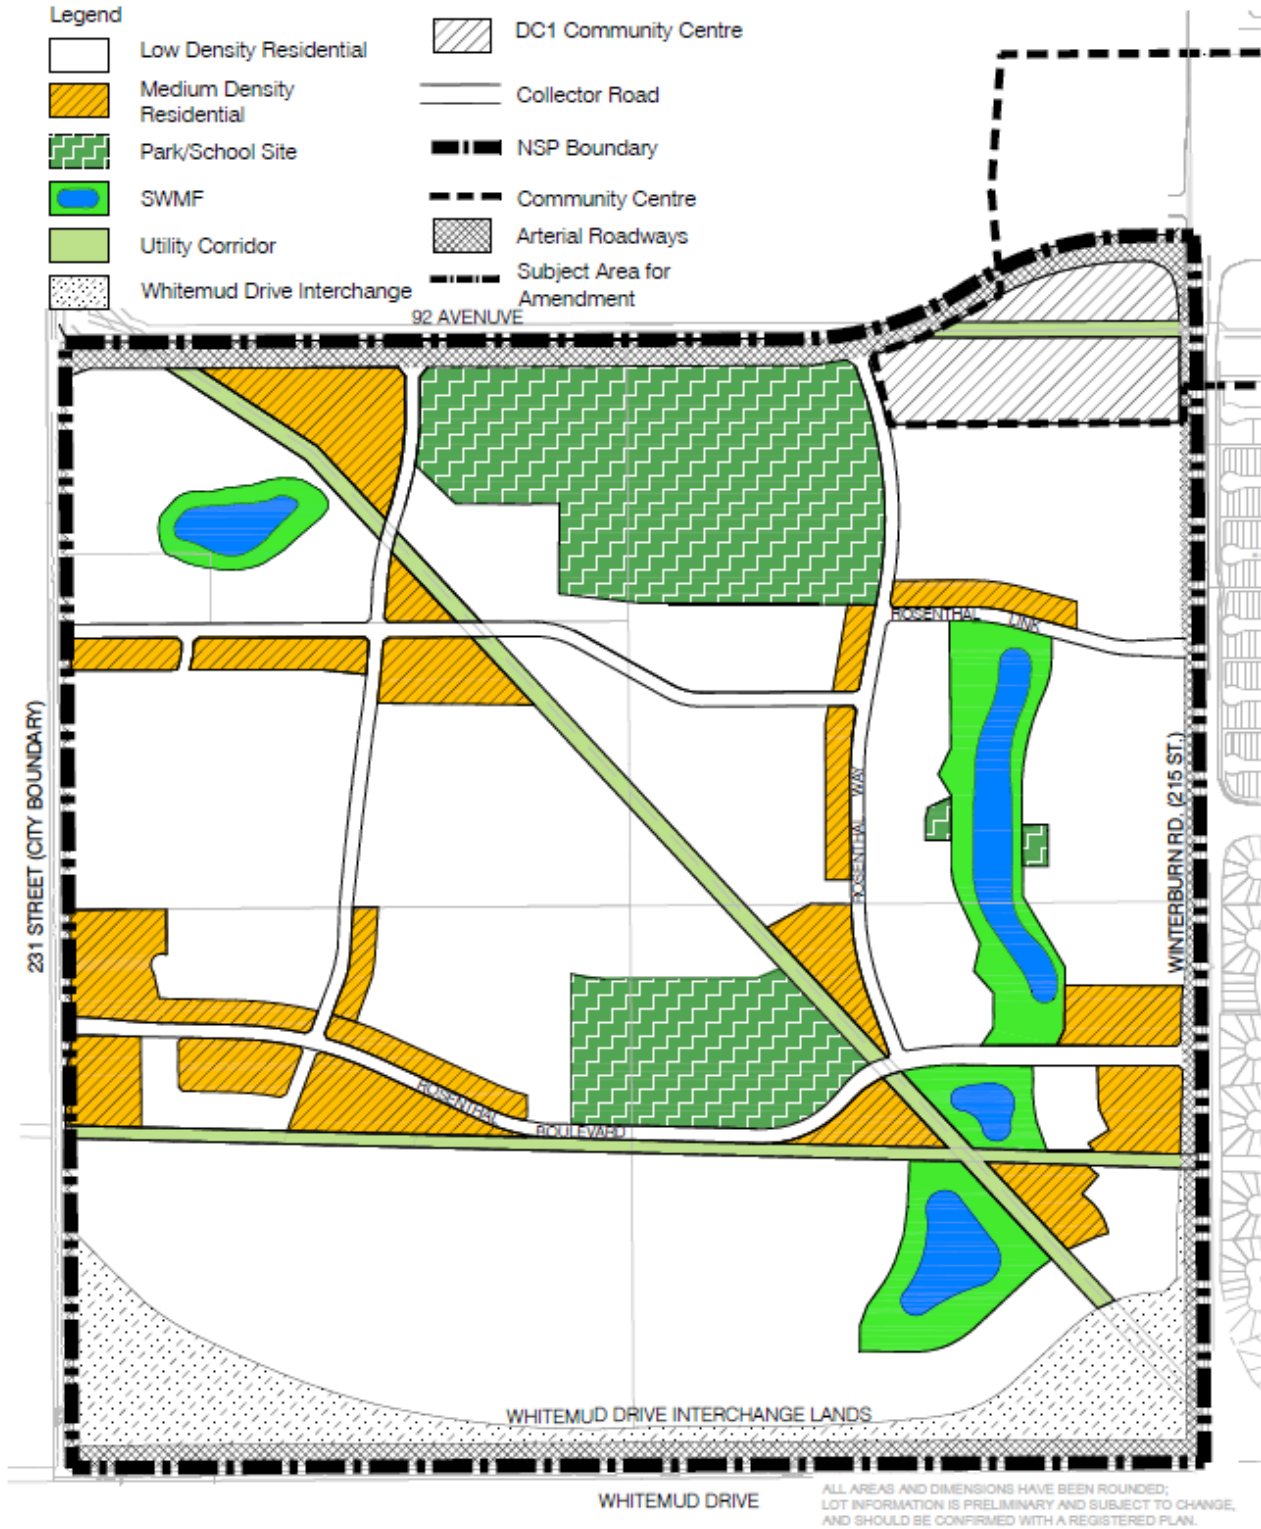 Legend
Low Density Residential
Medium Density
Residential
Park/School Site
SWMF
Utility Corridor
Whitemud Drive Interchange
DC1 Community Centre
Collector Road
NSP Boundary
Community Centre
Arterial Roadways
Subject Area for
Amendment
92 AVENUVE
ROSENTHAL LINK
231 STREET (CITY BOUNDARY)
ROSENTHAL WAY
WINTERBURN RD. (215 ST.)
ROSENTHAL
BOULEVARD
WHITEMUD DRIVE INTERCHANGE LANDS
WHITEMUD DRIVE
ALL AREAS AND DIMENSIONS HAVE BEEN ROUNDED;
LOT INFORMATION IS PRELIMINARY AND SUBJECT TO CHANGE,
AND SHOULD BE CONFIRMED WITH A REGISTERED PLAN.